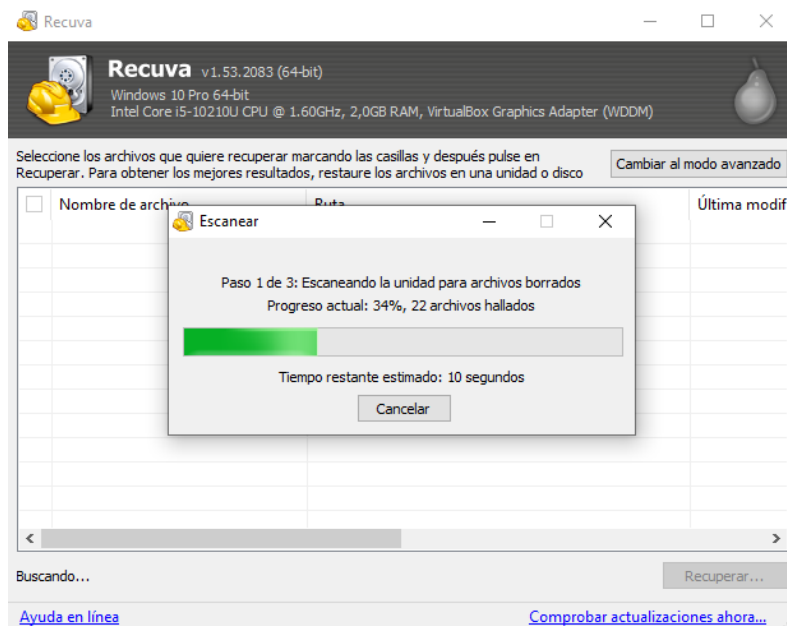 Recuva
Recuva v1.53.2083 (64-bit)
Windows 10 Pro 64-bit
Intel Core i5-10210U CPU @ 1.60GHz, 2,0GB RAM, VirtualBox Graphics Adapter (WDDM)
Seleccione los archivos que quiere recuperar marcando las casillas y después pulse en
Recuperar. Para obtener los mejores resultados, restaure los archivos en una unidad o disco
Cambiar al modo avanzado
Nombre de archivo
Ruta
Última modif
Escanear
Paso 1 de 3: Escaneando la unidad para archivos borrados
Progreso actual: 34%, 22 archivos hallados
Tiempo restante estimado: 10 segundos
Cancelar
Buscando...
Recuperar...
Ayuda en línea
Comprobar actualizaciones ahora...